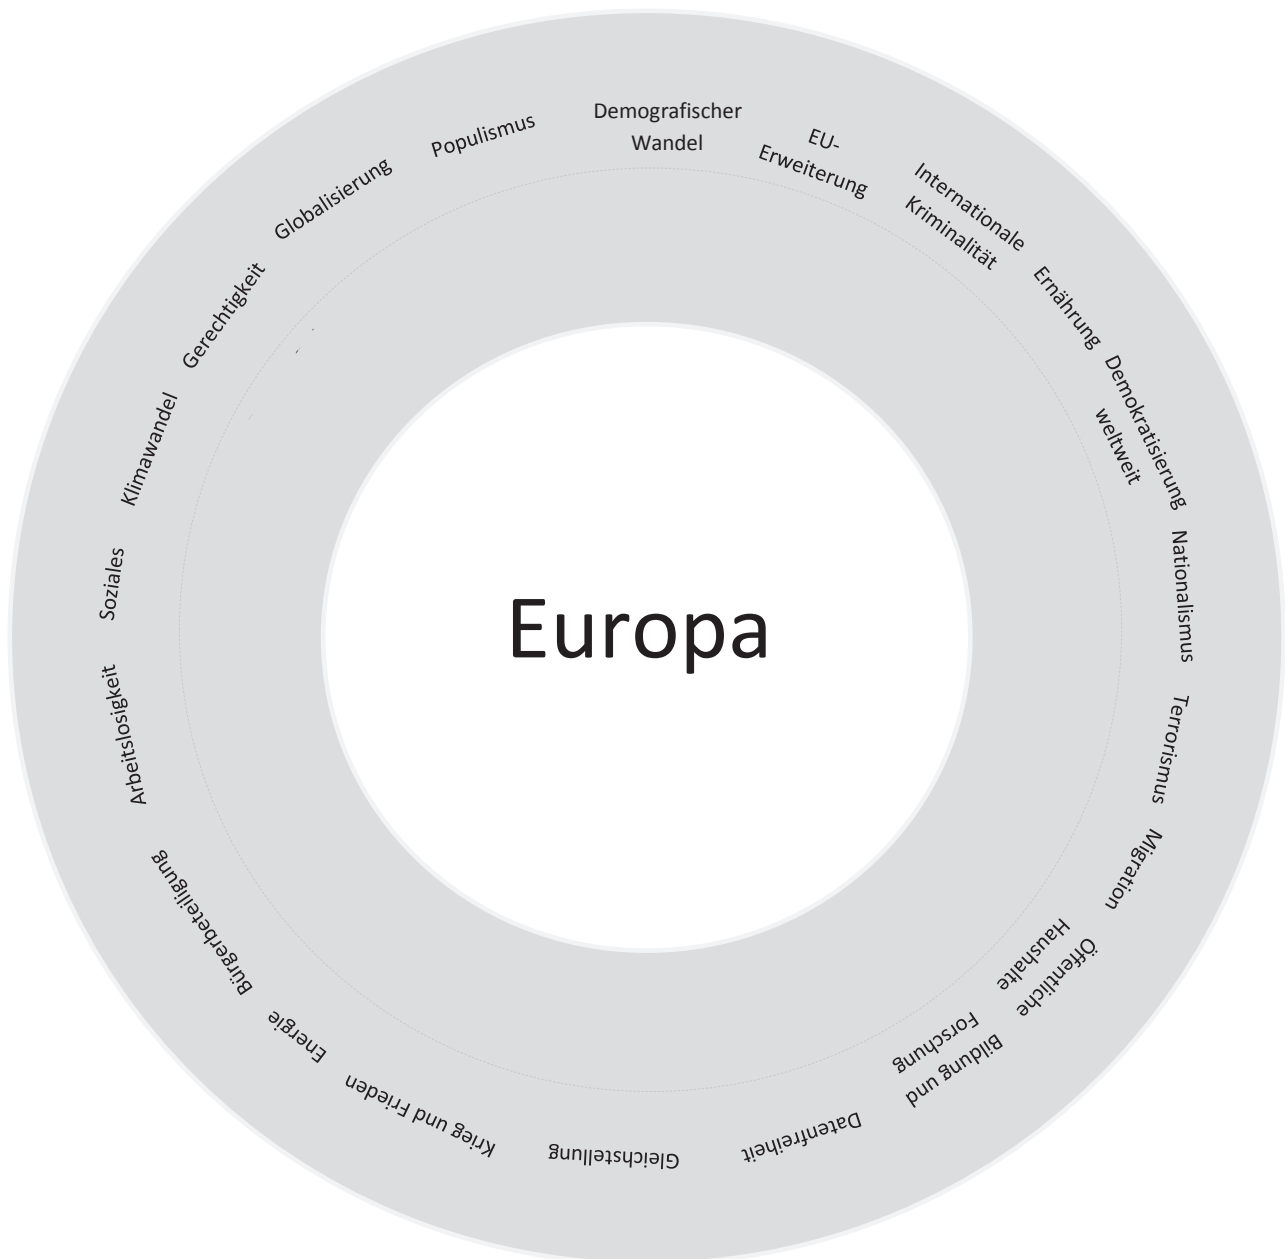 Demografischer
Wandel
EU-
Erweiterung
Internationale
Kriminalität
Ernährung
Demokratisierung
weltweit
Nationalismus
Terrorismus
Migration
Öffentliche
Haushalte
Bildung und
Forschung
Datenfreiheit
Gleichstellung
Krieg und Frieden
Energie
Bürgerbeteiligung
Arbeitslosigkeit
Soziales
Klimawandel
Gerechtigkeit
Globalisierung
Populismus
Europa